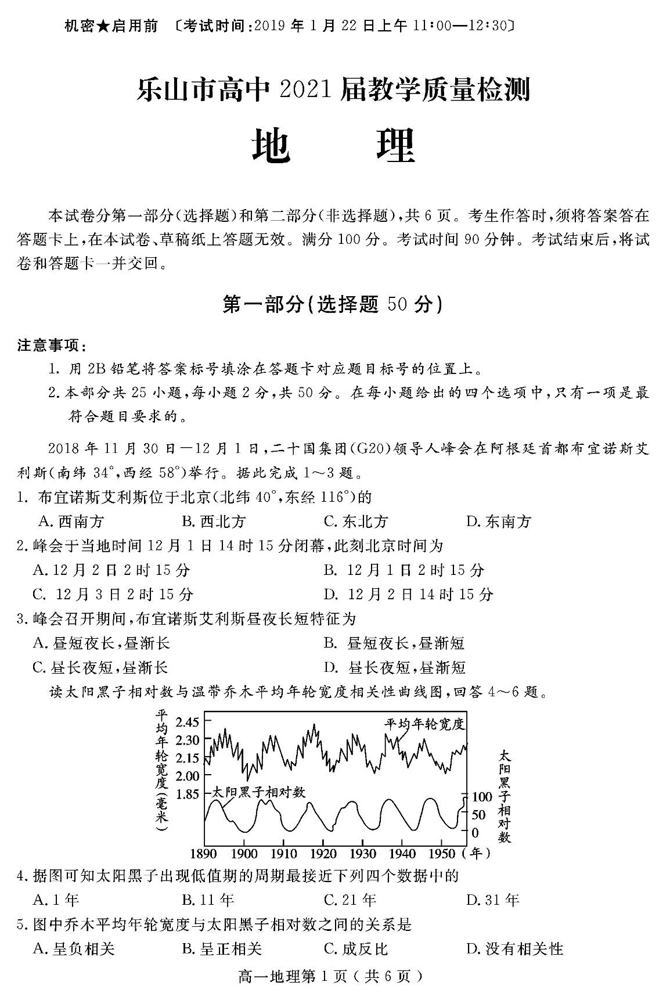 机密★启用前 〔考试时间:2019 年 1 月 22 日上午 11:00—12:30〕
乐山市高中 2021 届教学质量检测
地 理
本试卷分第一部分(选择题)和第二部分(非选择题),共 6 页。考生作答时,须将答案答在
答题卡上,在本试卷、草稿纸上答题无效。满分 100 分。考试时间 90 分钟。考试结束后,将试
卷和答题卡一并交回。
第一部分(选择题 50 分)
注意事项:
1. 用 2B 铅笔将答案标号填涂在答题卡对应题目标号的位置上。
2. 本部分共 25 小题,每小题 2 分,共 50 分。在每小题给出的四个选项中,只有一项是最
符合题目要求的。
2018 年 11 月 30 日—12 月 1 日,二十国集团(G20)领导人峰会在阿根廷首都布宜诺斯艾
利斯(南纬 34°,西经 58°)举行。据此完成 1～3 题。
1. 布宜诺斯艾利斯位于北京(北纬 40°,东经 116°)的
A. 西南方 B. 西北方 C. 东北方 D. 东南方
2. 峰会于当地时间 12 月 1 日 14 时 15 分闭幕,此刻北京时间为
A. 12 月 2 日 2 时 15 分 B. 12 月 1 日 2 时 15 分
C. 12 月 3 日 2 时 15 分 D. 12 月 2 日 14 时 15 分
3. 峰会召开期间,布宜诺斯艾利斯昼夜长短特征为
A. 昼短夜长,昼渐长 B. 昼短夜长,昼渐短
C. 昼长夜短,昼渐长 D. 昼长夜短,昼渐短
读太阳黑子相对数与温带乔木平均年轮宽度相关性曲线图,回答 4～6 题。
平均年轮宽度(毫米)
2.45
2.30
2.15
2.00
1.85
平均年轮宽度
太阳黑子相对数
100
50
0
太阳黑子相对数
1890 1900 1910 1920 1930 1940 1950 (年)
4. 据图可知太阳黑子出现低值期的周期最接近下列四个数据中的
A. 1 年 B. 11 年 C. 21 年 D. 31 年
5. 图中乔木平均年轮宽度与太阳黑子相对数之间的关系是
A. 呈负相关 B. 呈正相关 C. 成反比 D. 没有相关性
高一地理第 1 页 ( 共 6 页 )